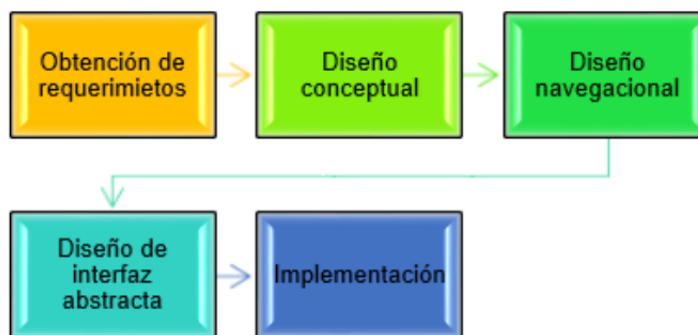 Obtención de
requerimietos
Diseño
conceptual
Diseño
navegacional
Diseño de
interfaz
abstracta
Implementación